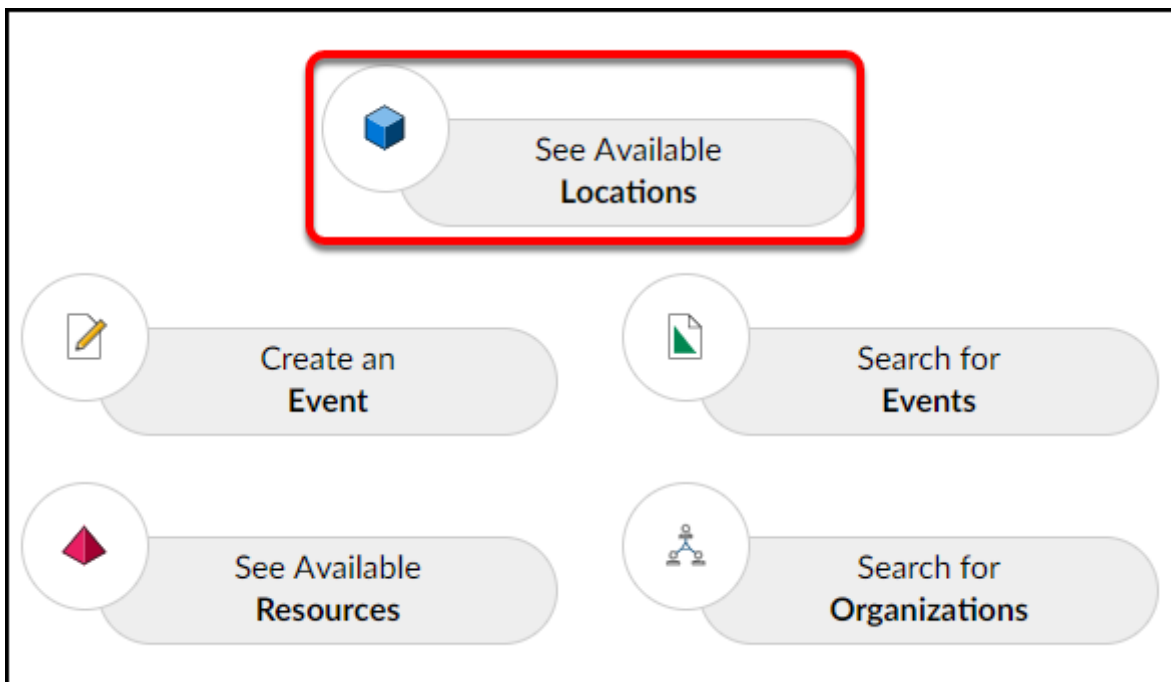 See Available
Locations
Create an
Event
Search for
Events
See Available
Resources
Search for
Organizations